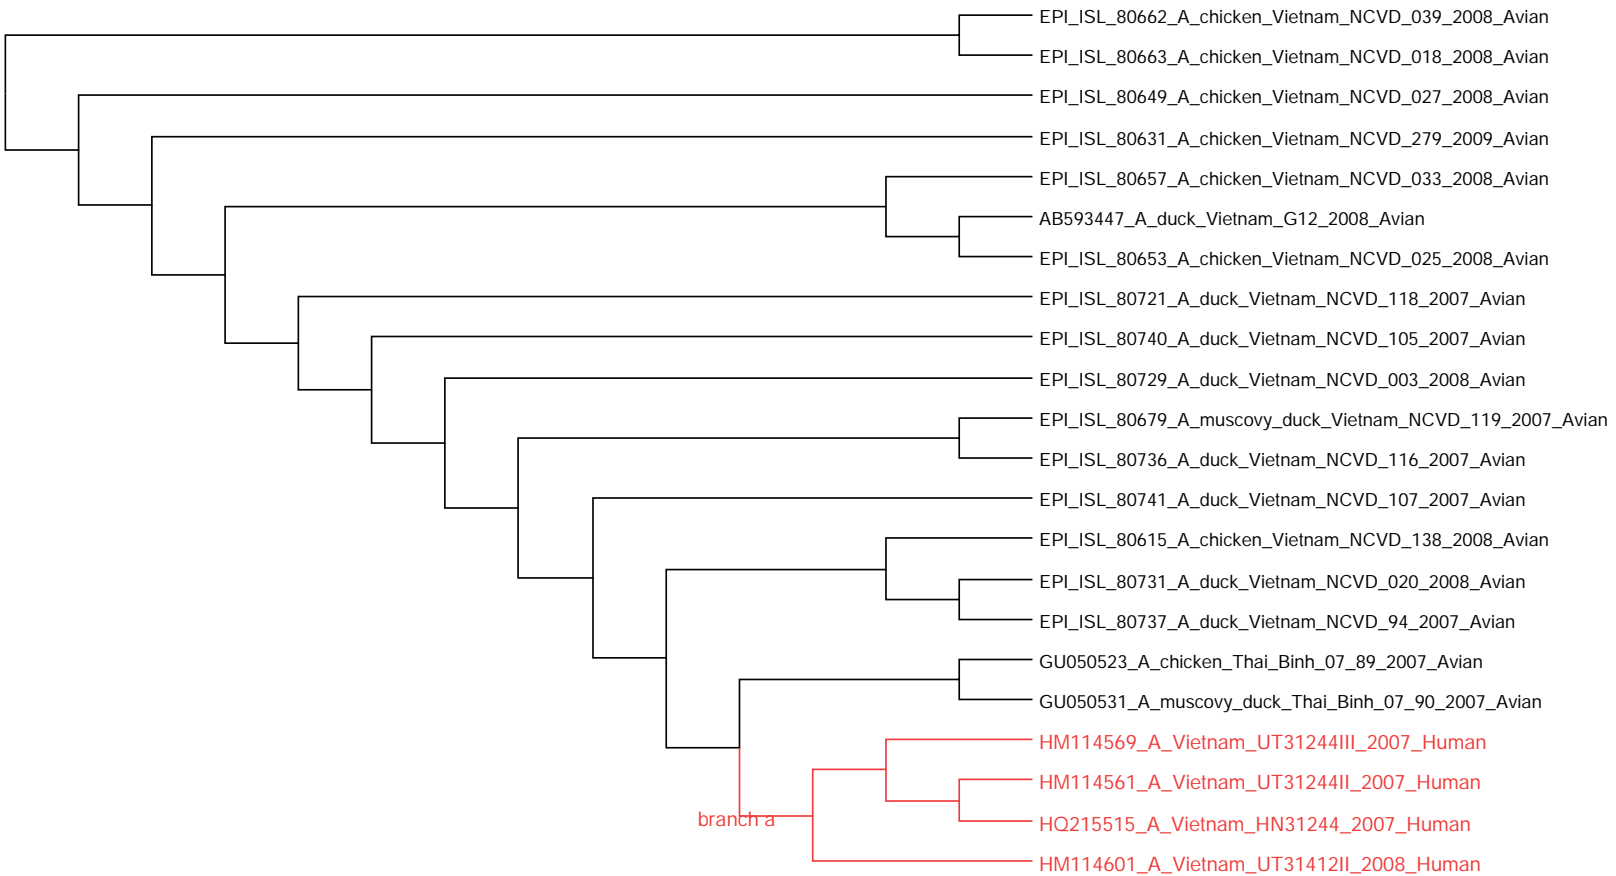 EPI_ISL_80662_A_chicken_Vietnam_NCVD_039_2008_Avian
EPI_ISL_80663_A_chicken_Vietnam_NCVD_018_2008_Avian
EPI_ISL_80649_A_chicken_Vietnam_NCVD_027_2008_Avian
EPI_ISL_80631_A_chicken_Vietnam_NCVD_279_2009_Avian
EPI_ISL_80657_A_chicken_Vietnam_NCVD_033_2008_Avian
AB593447_A_duck_Vietnam_G12_2008_Avian
EPI_ISL_80653_A_chicken_Vietnam_NCVD_025_2008_Avian
EPI_ISL_80721_A_duck_Vietnam_NCVD_118_2007_Avian
EPI_ISL_80740_A_duck_Vietnam_NCVD_105_2007_Avian
EPI_ISL_80729_A_duck_Vietnam_NCVD_003_2008_Avian
EPI_ISL_80679_A_muscovy_duck_Vietnam_NCVD_119_2007_Avian
EPI_ISL_80736_A_duck_Vietnam_NCVD_116_2007_Avian
EPI_ISL_80741_A_duck_Vietnam_NCVD_107_2007_Avian
EPI_ISL_80615_A_chicken_Vietnam_NCVD_138_2008_Avian
EPI_ISL_80731_A_duck_Vietnam_NCVD_020_2008_Avian
EPI_ISL_80737_A_duck_Vietnam_NCVD_94_2007_Avian
GU050523_A_chicken_Thai_Binh_07_89_2007_Avian
GU050531_A_muscovy_duck_Thai_Binh_07_90_2007_Avian
HM114569_A_Vietnam_UT31244III_2007_Human
HM114561_A_Vietnam_UT31244II_2007_Human
branch a
HQ215515_A_Vietnam_HN31244_2007_Human
HM114601_A_Vietnam_UT31412II_2008_Human